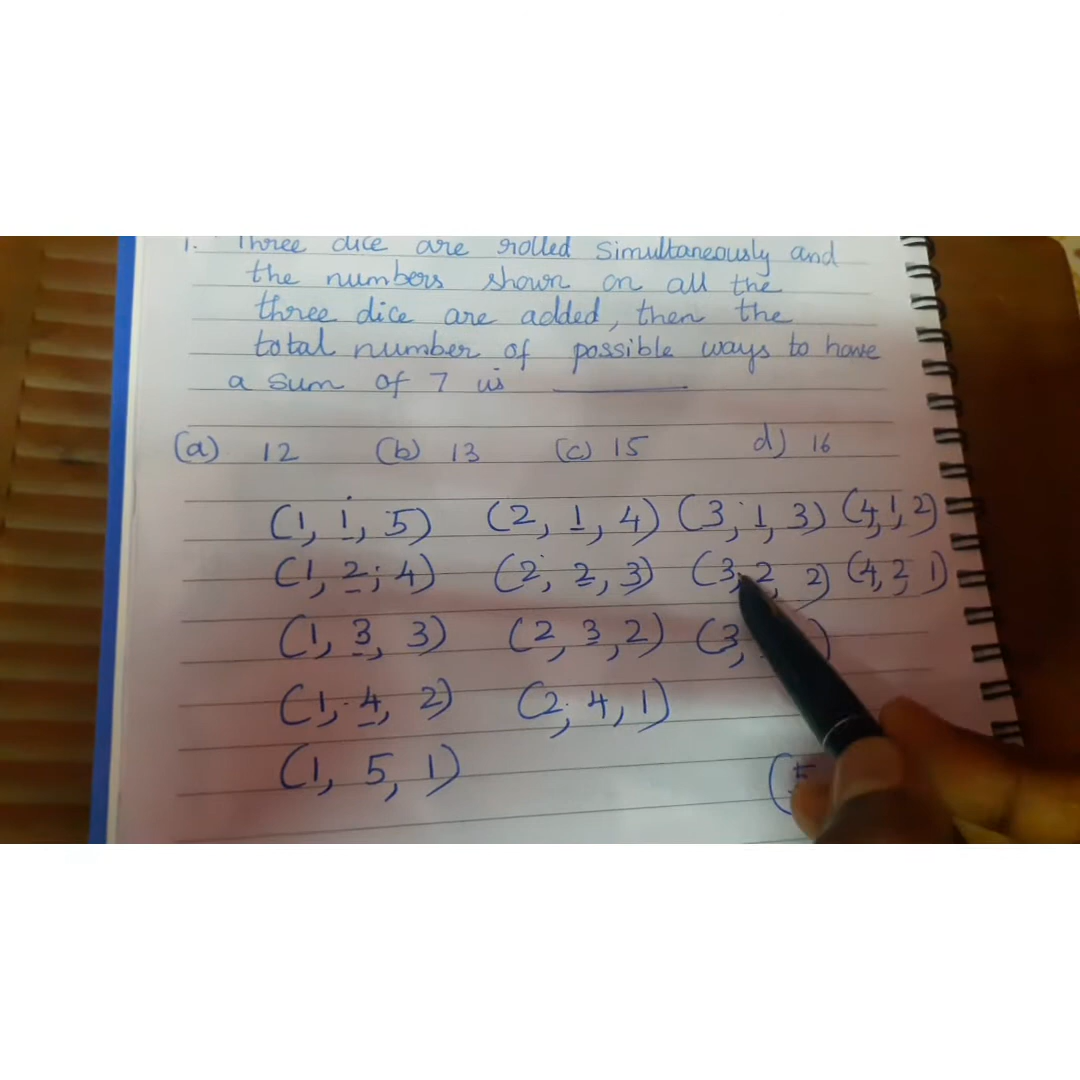 1. Three dice are rolled simultaneously and
the numbers shown on all the
three dice are added, then the
total number of possible ways to have
a sum of 7 is ________
(a) 12 (b) 13 (c) 15 d) 16
(1, 1, 5) (2, 1, 4) (3, 1, 3) (4,1,2)
(1, 2, 4) (2, 2, 3) (3,2, 2) (4,2,1)
(1, 3, 3) (2, 3, 2) (3, )
(1, 4, 2) (2, 4, 1)
(1, 5, 1) (5